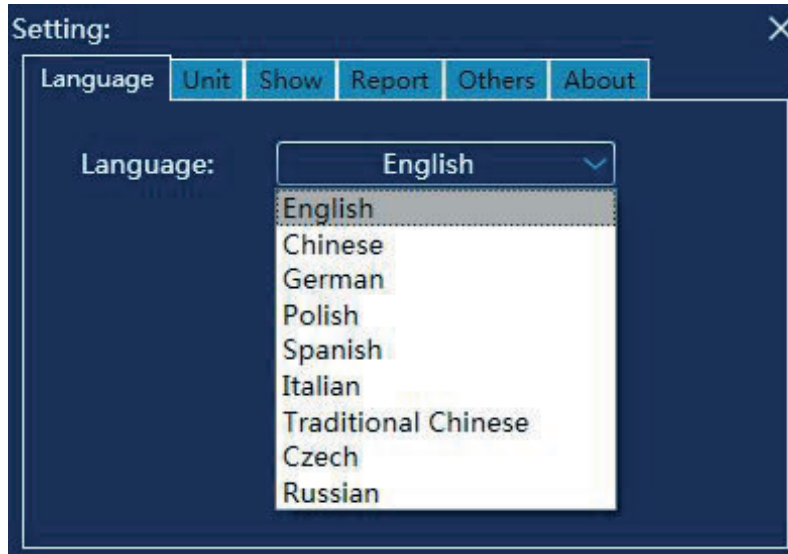 Setting:
Language Unit Show Report Others About
Language: English
English
Chinese
German
Polish
Spanish
Italian
Traditional Chinese
Czech
Russian